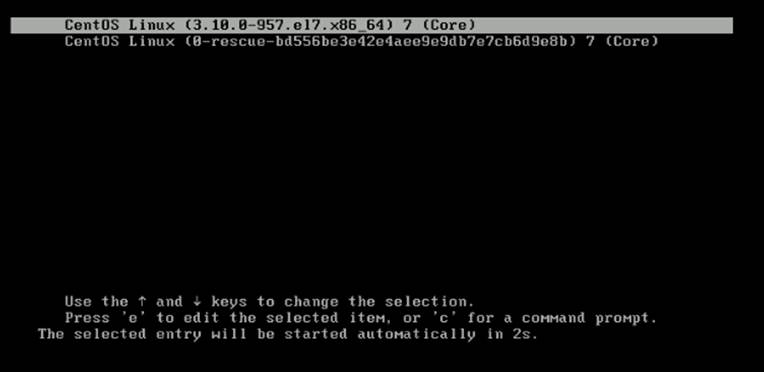 CentOS Linux (3.10.0-957.el7.x86_64) 7 (Core)
CentOS Linux (0-rescue-bd556be3e42e4aee9e9db7e7cb6d9e8b) 7 (Core)
Use the ↑ and ↓ keys to change the selection.
Press 'e' to edit the selected item, or 'c' for a command prompt.
The selected entry will be started automatically in 2s.